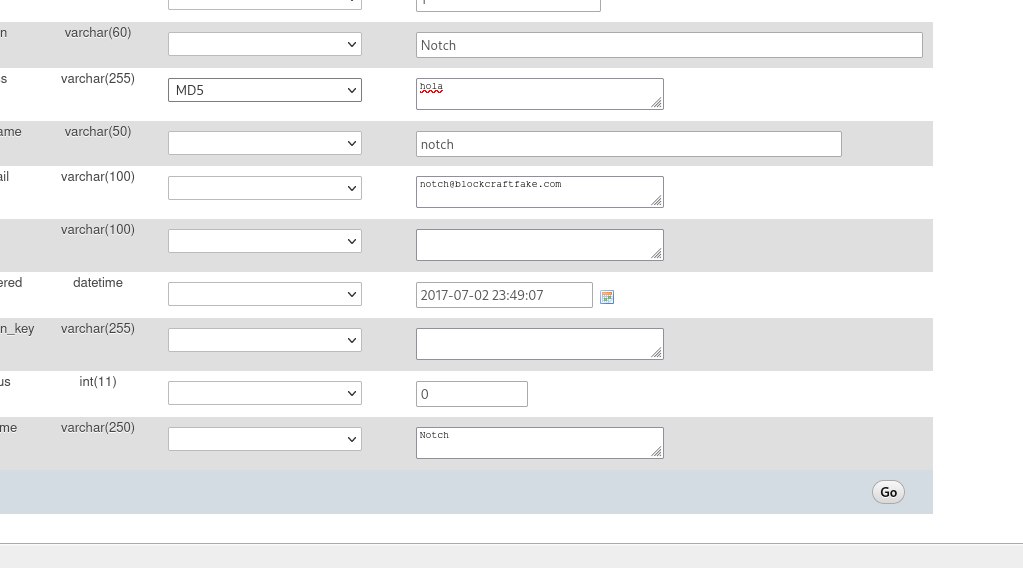 n varchar(60) Notch
s varchar(255) MD5 hola
ame varchar(50) notch
ail varchar(100) notch@blockcraftfake.com
varchar(100)
ered datetime 2017-07-02 23:49:07
n_key varchar(255)
us int(11) 0
me varchar(250) Notch
Go